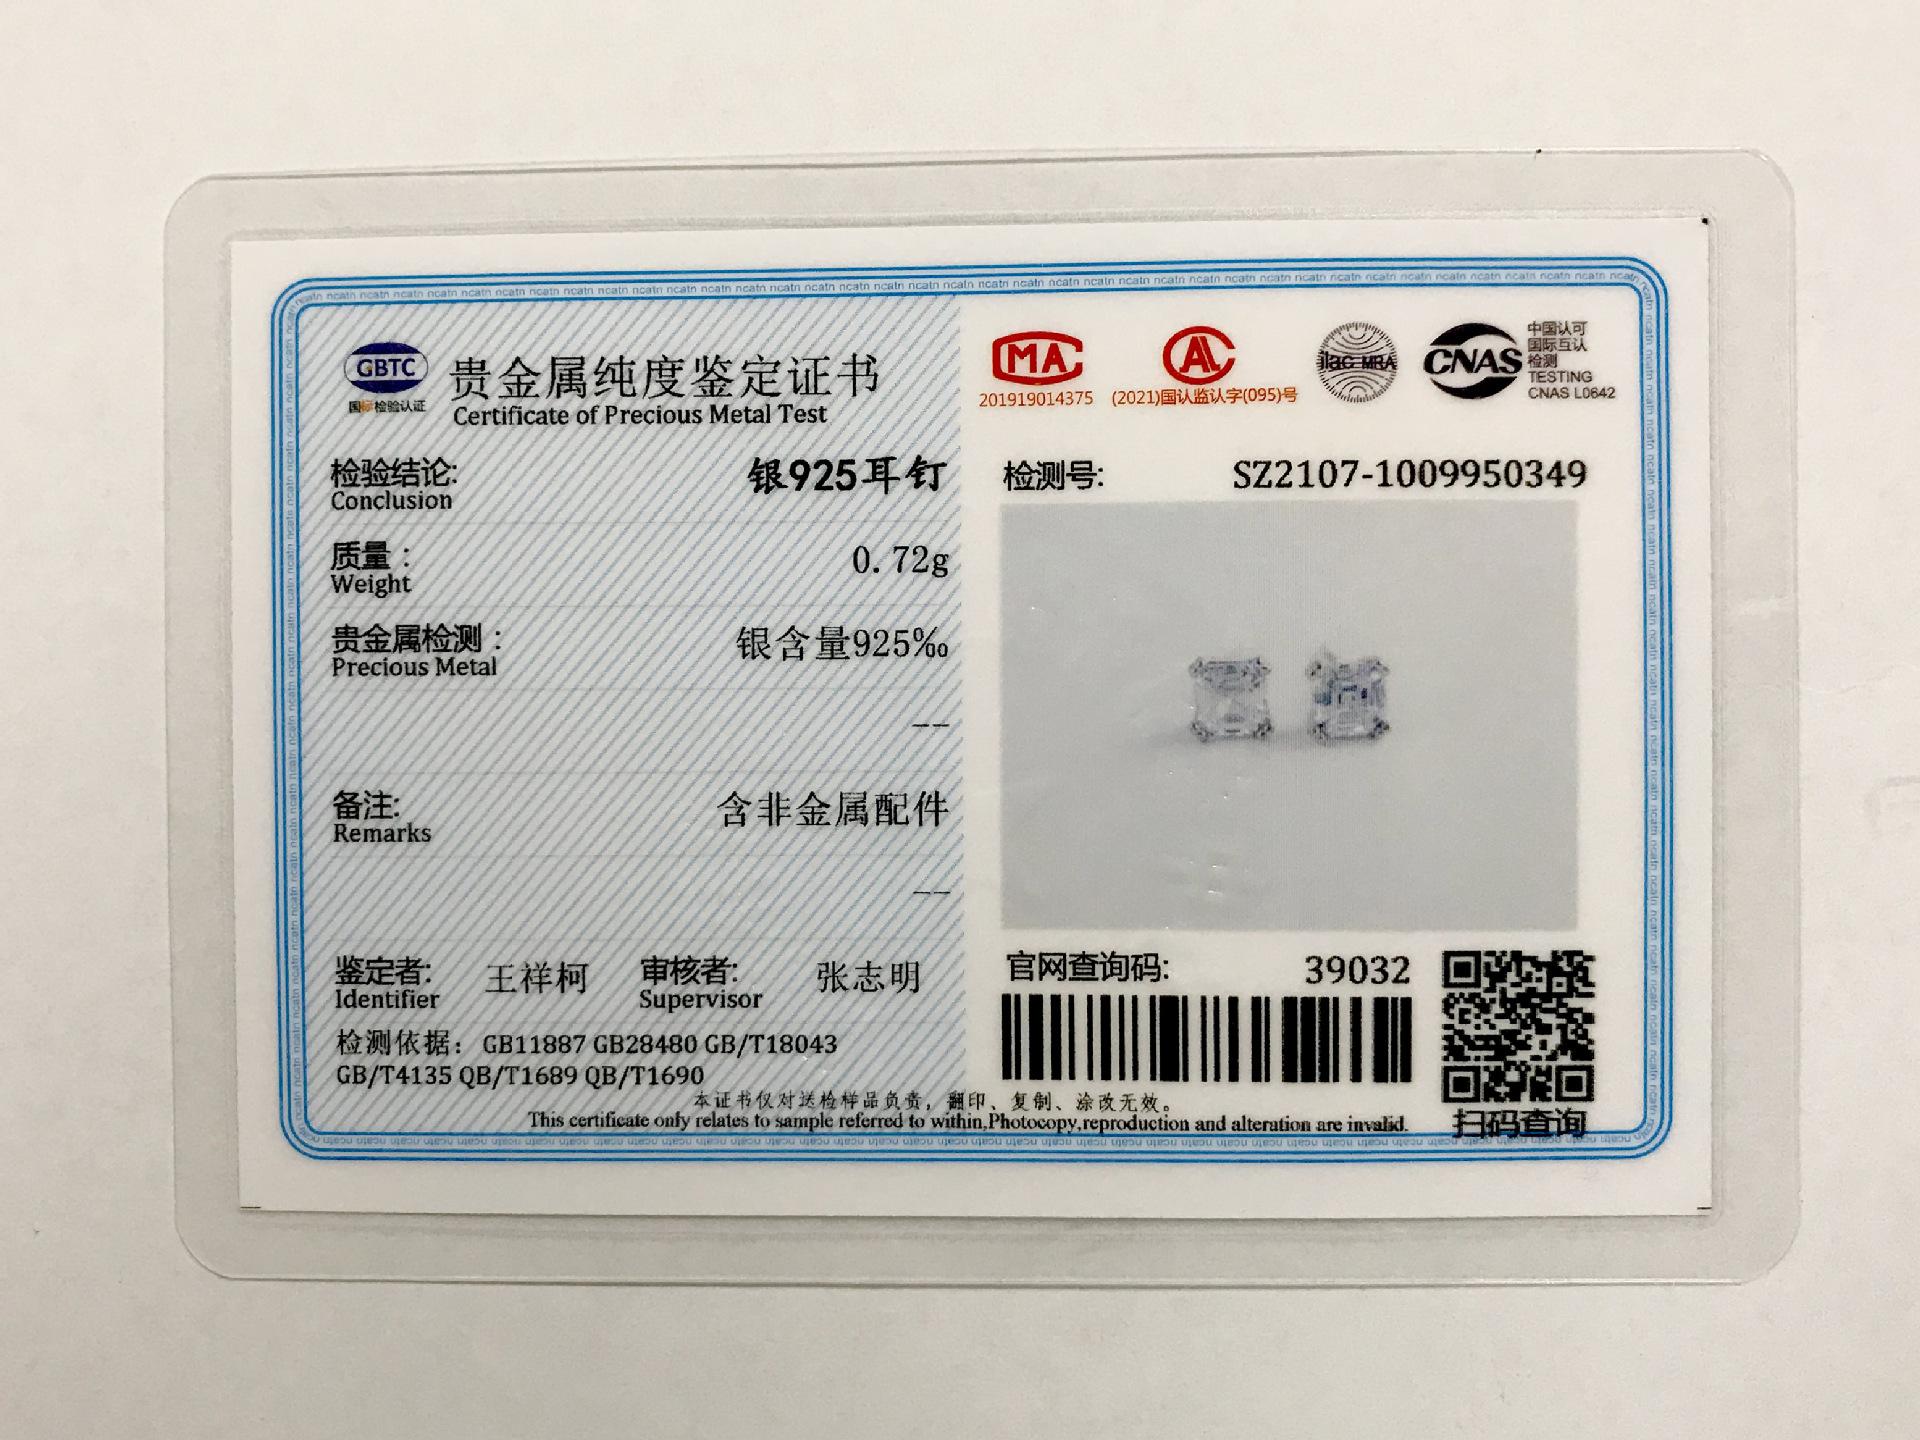 GBTC
国际检验认证
贵金属纯度鉴定证书
Certificate of Precious Metal Test
检验结论:
Conclusion
银925耳钉
质量：
Weight
0.72g
贵金属检测：
Precious Metal
银含量925‰
--
备注:
Remarks
含非金属配件
--
鉴定者:
Identifier
王祥柯
审核者:
Supervisor
张志明
检测依据： GB11887 GB28480 GB/T18043
GB/T4135 QB/T1689 QB/T1690
MA
201919014375
AL
(2021)国认监认字(095)号
ilac-MRA
CNAS
中国认可
国际互认
检测
TESTING
CNAS L0642
检测号:
SZ2107-1009950349
官网查询码:
39032
扫码查询
本证书仅对送检样品负责，翻印、复制、涂改无效。
This certificate only relates to sample referred to within,Photocopy,reproduction and alteration are invalid.